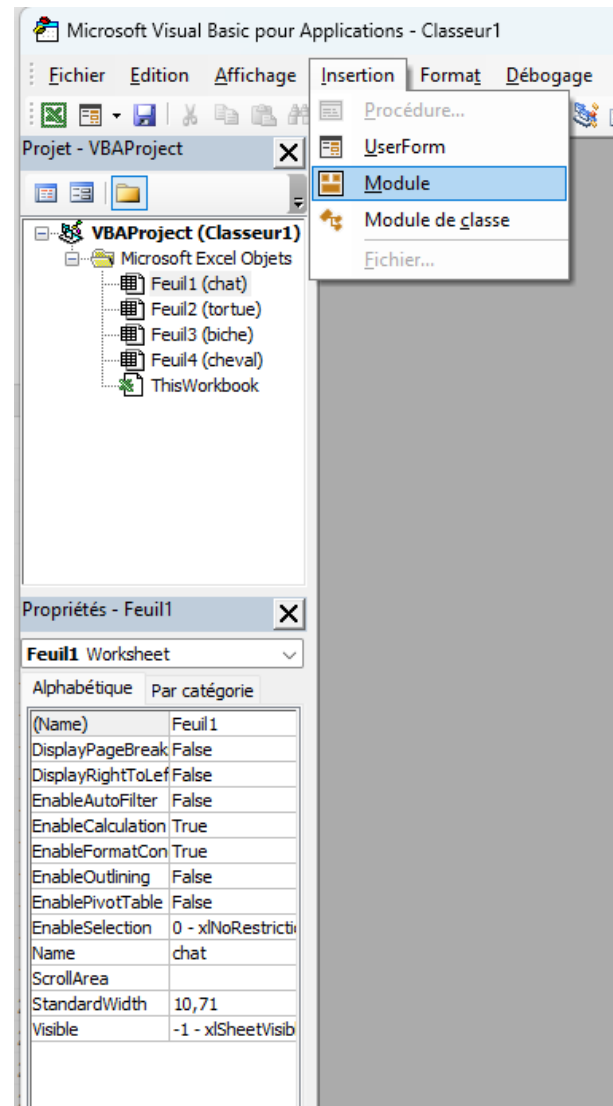 Microsoft Visual Basic pour Applications - Classeur1
Fichier Edition Affichage Insertion Format Débogage
Procédure...
UserForm
Module
Module de classe
Fichier...
Projet - VBAProject
VBAProject (Classeur1)
Microsoft Excel Objets
Feuil1 (chat)
Feuil2 (tortue)
Feuil3 (biche)
Feuil4 (cheval)
ThisWorkbook
Propriétés - Feuil1
Feuil1 Worksheet
Alphabétique Par catégorie
(Name) Feuil1
DisplayPageBreak False
DisplayRightToLef False
EnableAutoFilter False
EnableCalculation True
EnableFormatCon True
EnableOutlining False
EnablePivotTable False
EnableSelection 0 - xlNoRestricti
Name chat
ScrollArea
StandardWidth 10,71
Visible -1 - xlSheetVisib